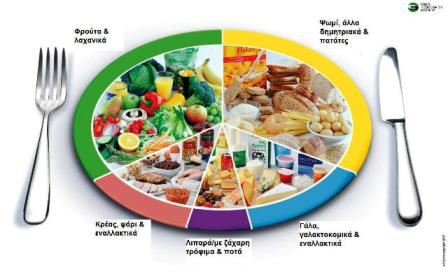 Φρούτα &
λαχανικά
Ψωμί, άλλα
δημητριακά &
πατάτες
Κρέας, ψάρι &
εναλλακτικά
Λιπαρά/με ζάχαρη
τρόφιμα & ποτά
Γάλα,
γαλακτοκομικά &
εναλλακτικά